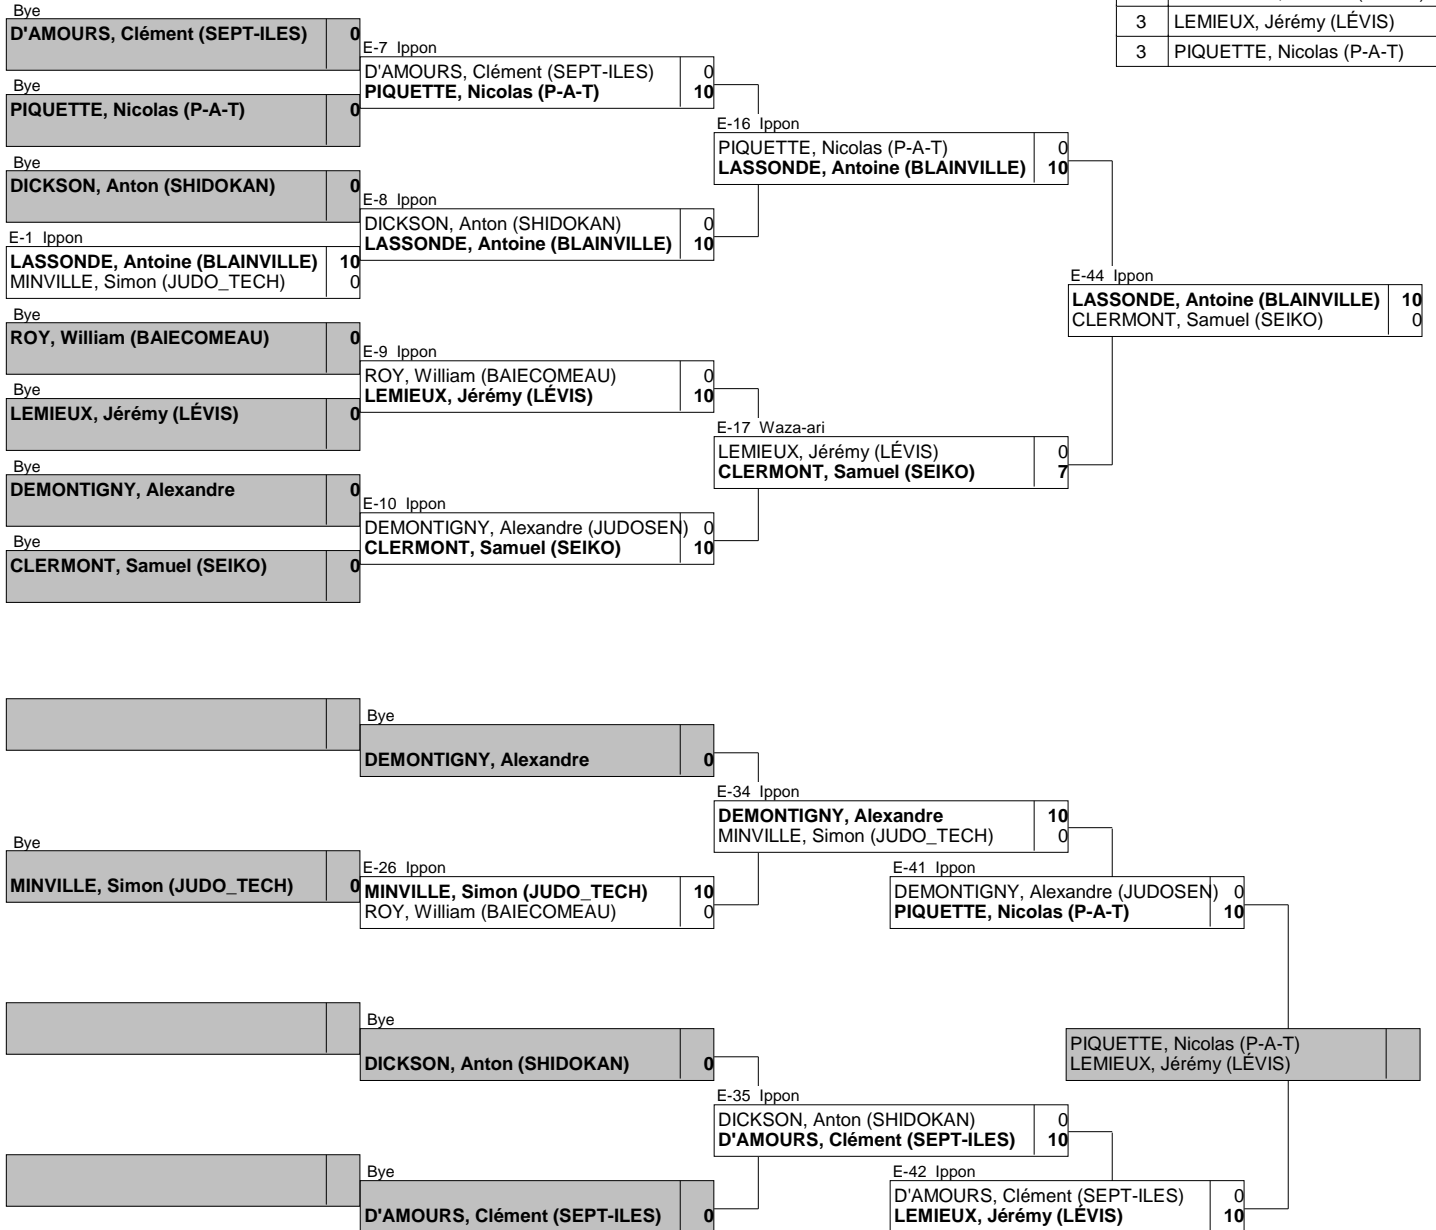 Bye
D'AMOURS, Clément (SEPT-ILES) 0
Bye
PIQUETTE, Nicolas (P-A-T) 0
Bye
DICKSON, Anton (SHIDOKAN) 0
E-1 Ippon
LASSONDE, Antoine (BLAINVILLE) 10
MINVILLE, Simon (JUDO_TECH) 0
Bye
ROY, William (BAIECOMEAU) 0
Bye
LEMIEUX, Jérémy (LÉVIS) 0
Bye
DEMONTIGNY, Alexandre 0
Bye
CLERMONT, Samuel (SEIKO) 0
E-7 Ippon
D'AMOURS, Clément (SEPT-ILES) 0
PIQUETTE, Nicolas (P-A-T) 10
E-8 Ippon
DICKSON, Anton (SHIDOKAN) 0
LASSONDE, Antoine (BLAINVILLE) 10
E-9 Ippon
ROY, William (BAIECOMEAU) 0
LEMIEUX, Jérémy (LÉVIS) 10
E-10 Ippon
DEMONTIGNY, Alexandre (JUDOSEN) 0
CLERMONT, Samuel (SEIKO) 10
E-16 Ippon
PIQUETTE, Nicolas (P-A-T) 0
LASSONDE, Antoine (BLAINVILLE) 10
E-17 Waza-ari
LEMIEUX, Jérémy (LÉVIS) 0
CLERMONT, Samuel (SEIKO) 7
E-44 Ippon
LASSONDE, Antoine (BLAINVILLE) 10
CLERMONT, Samuel (SEIKO) 0
3 LEMIEUX, Jérémy (LÉVIS)
3 PIQUETTE, Nicolas (P-A-T)
Bye
DEMONTIGNY, Alexandre 0
Bye
MINVILLE, Simon (JUDO_TECH) 0
E-26 Ippon
MINVILLE, Simon (JUDO_TECH) 10
ROY, William (BAIECOMEAU) 0
E-34 Ippon
DEMONTIGNY, Alexandre 10
MINVILLE, Simon (JUDO_TECH) 0
E-41 Ippon
DEMONTIGNY, Alexandre (JUDOSEN) 0
PIQUETTE, Nicolas (P-A-T) 10
Bye
DICKSON, Anton (SHIDOKAN) 0
Bye
D'AMOURS, Clément (SEPT-ILES) 0
E-35 Ippon
DICKSON, Anton (SHIDOKAN) 0
D'AMOURS, Clément (SEPT-ILES) 10
E-42 Ippon
D'AMOURS, Clément (SEPT-ILES) 0
LEMIEUX, Jérémy (LÉVIS) 10
PIQUETTE, Nicolas (P-A-T)
LEMIEUX, Jérémy (LÉVIS)